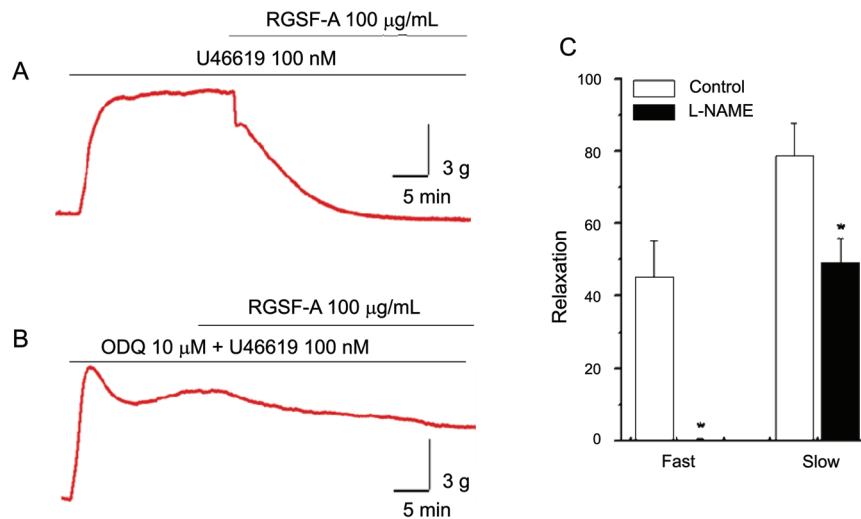 A
RGSF-A 100 μg/mL
U46619 100 nM
3 g
5 min
B
RGSF-A 100 μg/mL
ODQ 10 μM + U46619 100 nM
3 g
5 min
C
Control
L-NAME
Relaxation
100
80
60
40
20
0
*
*
Fast
Slow